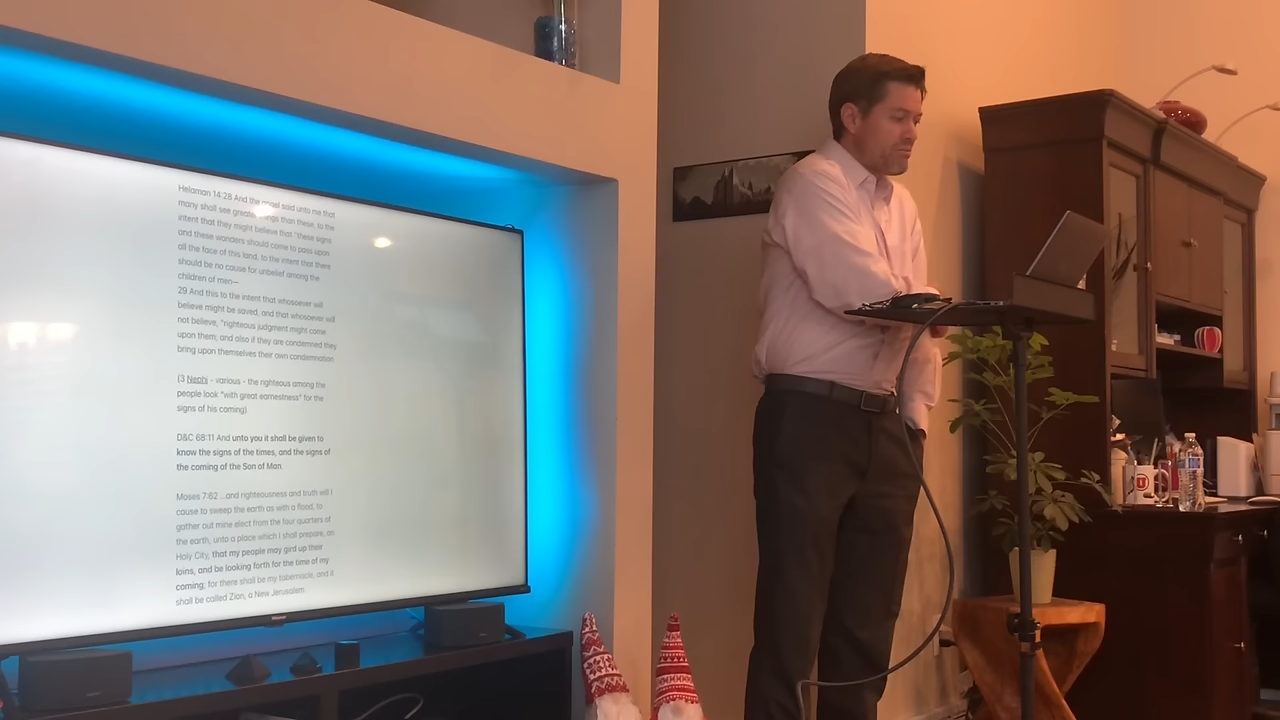 Helaman 14:28 And the angel said unto me that
many shall see greater things than these, to the
intent that they might believe that "these signs
and these wonders should come to pass upon
all the face of this land, to the intent that there
should be no cause for unbelief among the
children of men—
29 And this to the intent that whosoever will
believe might be saved, and that whosoever will
not believe, "righteous judgment might come
upon them; and also if they are condemned they
bring upon themselves their own condemnation
(3 Nephi - various - the righteous among the
people look "with great earnestness" for the
signs of his coming).
D&C 68:11 And unto you it shall be given to
know the signs of the times, and the signs of
the coming of the Son of Man.
Moses 7:62 ...and righteousness and truth will I
cause to sweep the earth as with a flood, to
gather out mine elect from the four quarters of
the earth, unto a place which I shall prepare, an
Holy City, that my people may gird up their
loins, and be looking forth for the time of my
coming; for there shall be my tabernacle, and it
shall be called Zion, a New Jerusalem.
Hisense
U